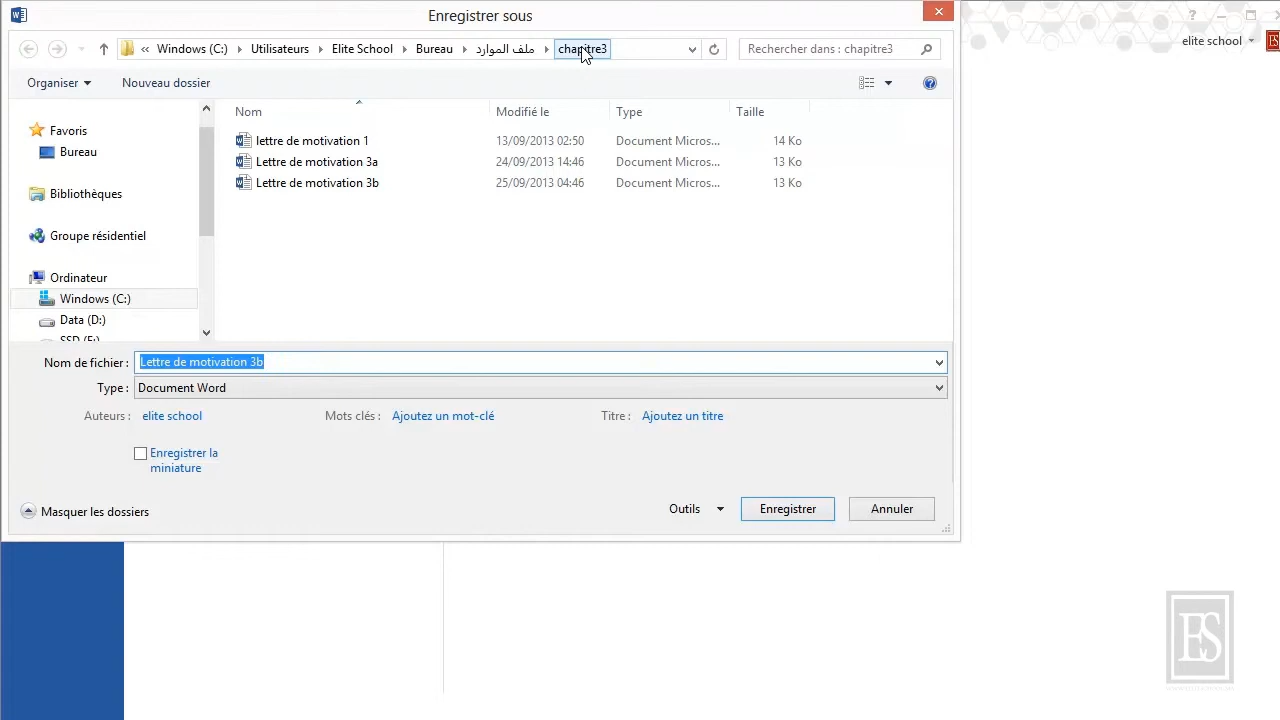 Enregistrer sous
elite school
« Windows (C:) Utilisateurs Elite School Bureau ملف الموارد chapitre3
Rechercher dans : chapitre3
Organiser Nouveau dossier
Nom Modifié le Type Taille
lettre de motivation 1 13/09/2013 02:50 Document Micros... 14 Ko
Lettre de motivation 3a 24/09/2013 14:46 Document Micros... 13 Ko
Lettre de motivation 3b 25/09/2013 04:46 Document Micros... 13 Ko
Favoris
Bureau
Bibliothèques
Groupe résidentiel
Ordinateur
Windows (C:)
Data (D:)
Nom de fichier : Lettre de motivation 3b
Type : Document Word
Auteurs : elite school Mots clés : Ajoutez un mot-clé Titre : Ajoutez un titre
Enregistrer la
miniature
Masquer les dossiers
Outils Enregistrer Annuler
ES